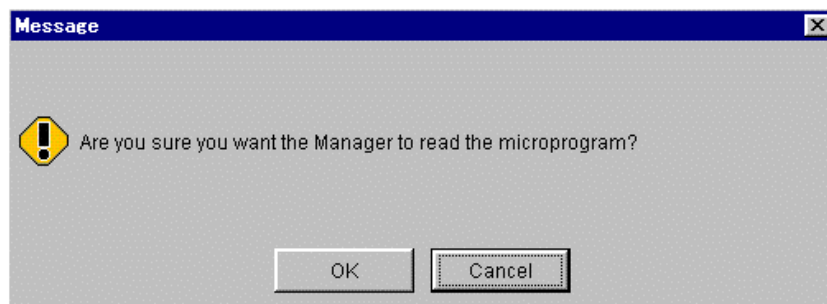 Message
Are you sure you want the Manager to read the microprogram?
OK Cancel